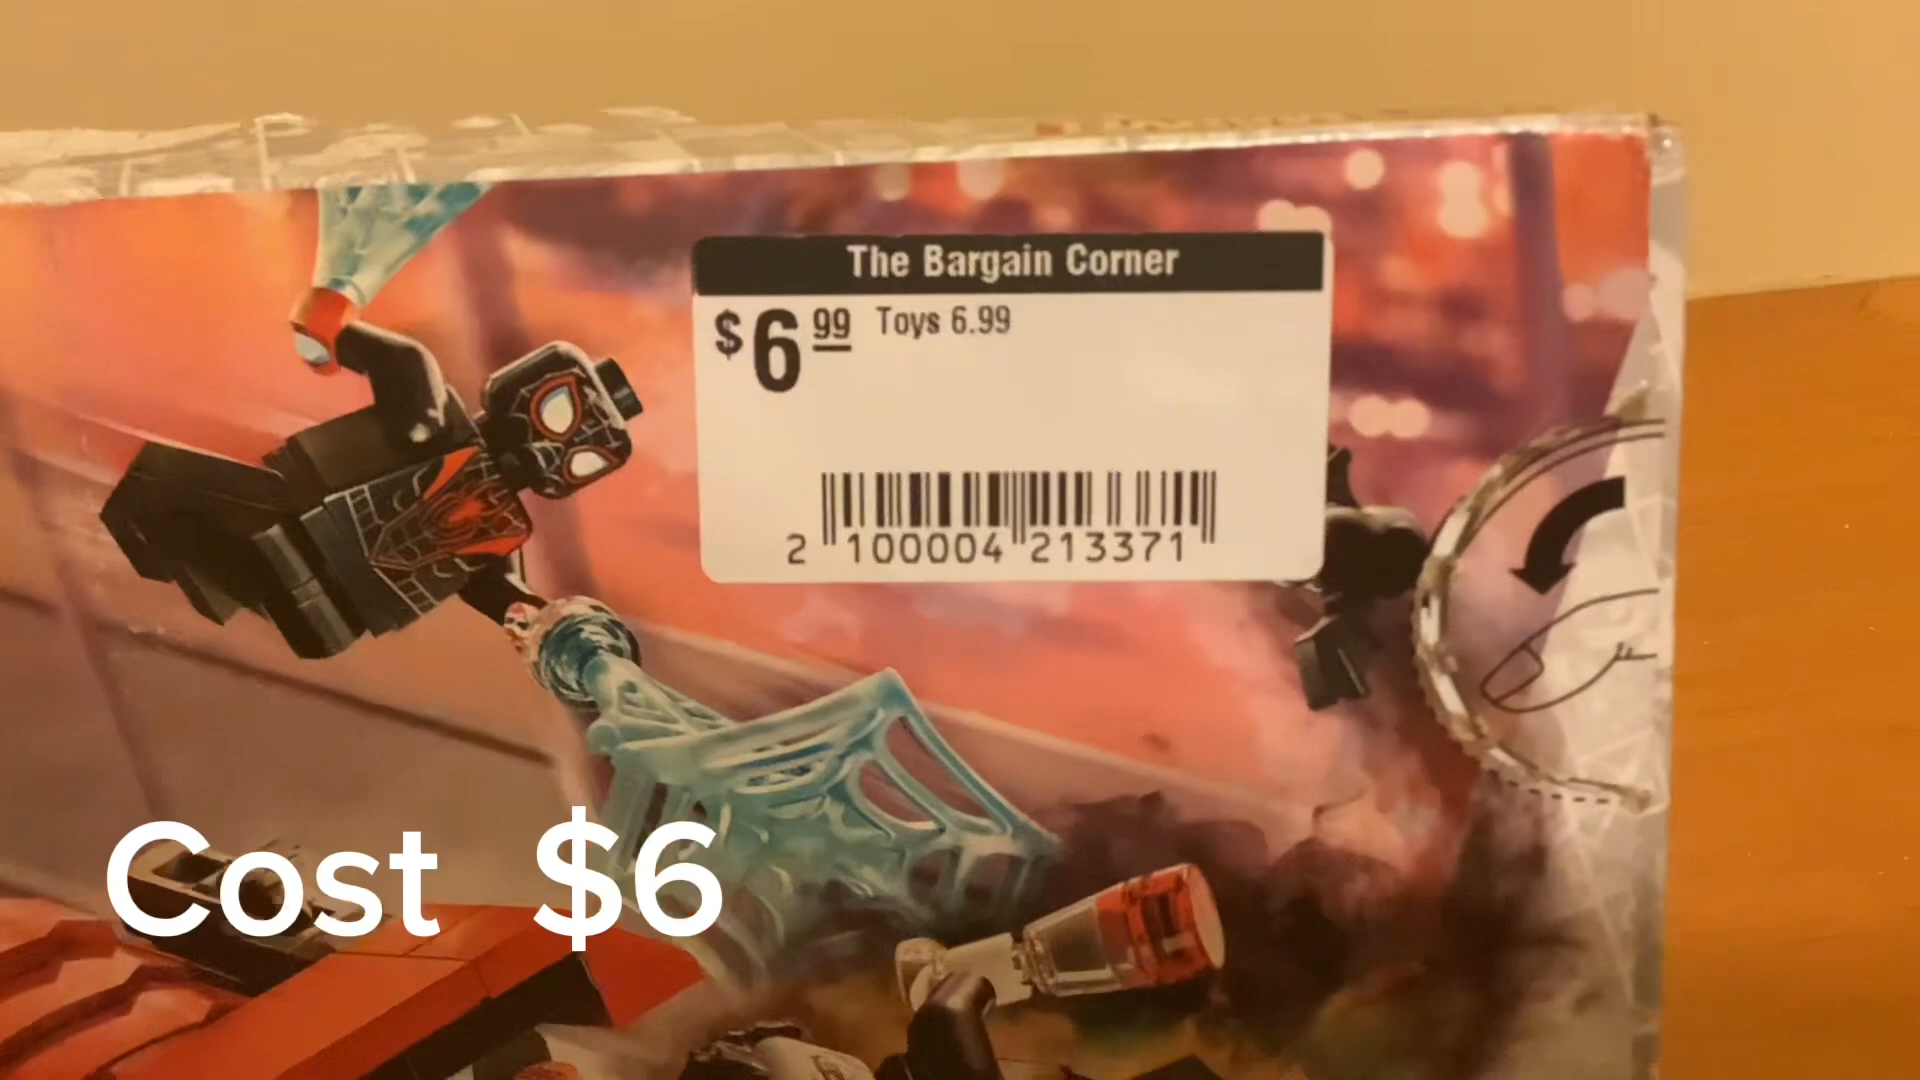 The Bargain Corner
$6 99 Toys 6.99
2 100004 213371
Cost $6